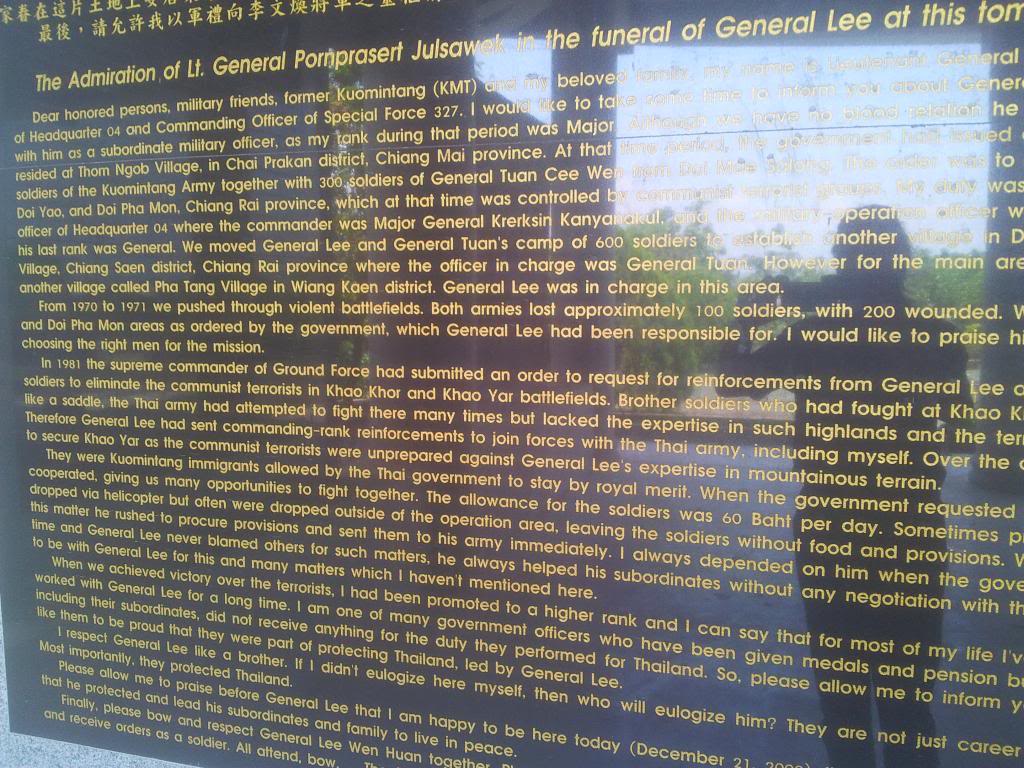 家眷在這片土地上安居
最後，請允許我以軍禮向李文煥將軍之靈
The Admiration of Lt. General Pornprasert Julsawek in the funeral of General Lee at this tom
Dear honored persons, military friends, former Kuomintang (KMT) and my beloved family, my name is Lieutenant General
of Headquarter 04 and Commanding Officer of Special Force 327. I would like to take some time to inform you about Gener
with him as a subordinate military officer, as my rank during that period was Major. Although we have no blood relation he
resided at Thom Ngob Village, in Chai Prakan district, Chiang Mai province. At that time period, the government had issued
soldiers of the Kuomintang Army together with 300 soldiers of General Tuan Cee Wen from Doi Mae Salong. The order was to
Doi Yao, and Doi Pha Mon, Chiang Rai province, which at that time was controlled by communist terrorist groups. My duty was
officer of Headquarter 04 where the commander was Major General Krerksin Kanyanakul, and the military-operation officer w
his last rank was General. We moved General Lee and General Tuan's camp of 600 soldiers to establish another village in D
Village, Chiang Saen district, Chiang Rai province where the officer in charge was General Tuan. However for the main are
another village called Pha Tang Village in Wiang Kaen district. General Lee was in charge in this area.
From 1970 to 1971 we pushed through violent battlefields. Both armies lost approximately 100 soldiers, with 200 wounded. W
and Doi Pha Mon areas as ordered by the government, which General Lee had been responsible for. I would like to praise hi
choosing the right men for the mission.
In 1981 the supreme commander of Ground Force had submitted an order to request for reinforcements from General Lee a
soldiers to eliminate the communist terrorists in Khao Khor and Khao Yar battlefields. Brother soldiers who had fought at Khao K
like a saddle, the Thai army had attempted to fight there many times but lacked the expertise in such highlands and the terr
Therefore General Lee had sent commanding-rank reinforcements to join forces with the Thai army, including myself. Over the
to secure Khao Yar as the communist terrorists were unprepared against General Lee's expertise in mountainous terrain.
They were Kuomintang immigrants allowed by the Thai government to stay by royal merit. When the government requested
cooperated, giving us many opportunities to fight together. The allowance for the soldiers was 60 Baht per day. Sometimes p
dropped via helicopter but often were dropped outside of the operation area, leaving the soldiers without food and provisions. W
this matter he rushed to procure provisions and sent them to his army immediately. I always depended on him when the gove
time and General Lee never blamed others for such matters, he always helped his subordinates without any negotiation with th
to be with General Lee for this and many matters which I haven't mentioned here.
When we achieved victory over the terrorists, I had been promoted to a higher rank and I can say that for most of my life I'v
worked with General Lee for a long time. I am one of many government officers who have been given medals and pension bu
including their subordinates, did not receive anything for the duty they performed for Thailand. So, please allow me to inform y
like them to be proud that they were part of protecting Thailand, led by General Lee.
I respect General Lee like a brother. If I didn't eulogize here myself, then who will eulogize him? They are not just career
Most importantly, they protected Thailand.
Please allow me to praise before General Lee that I am happy to be here today (December 21,
that he protected and lead his subordinates and family to live in peace.
Finally, please bow and respect General Lee Wen Huan together.
and receive orders as a soldier. All attend, bow.